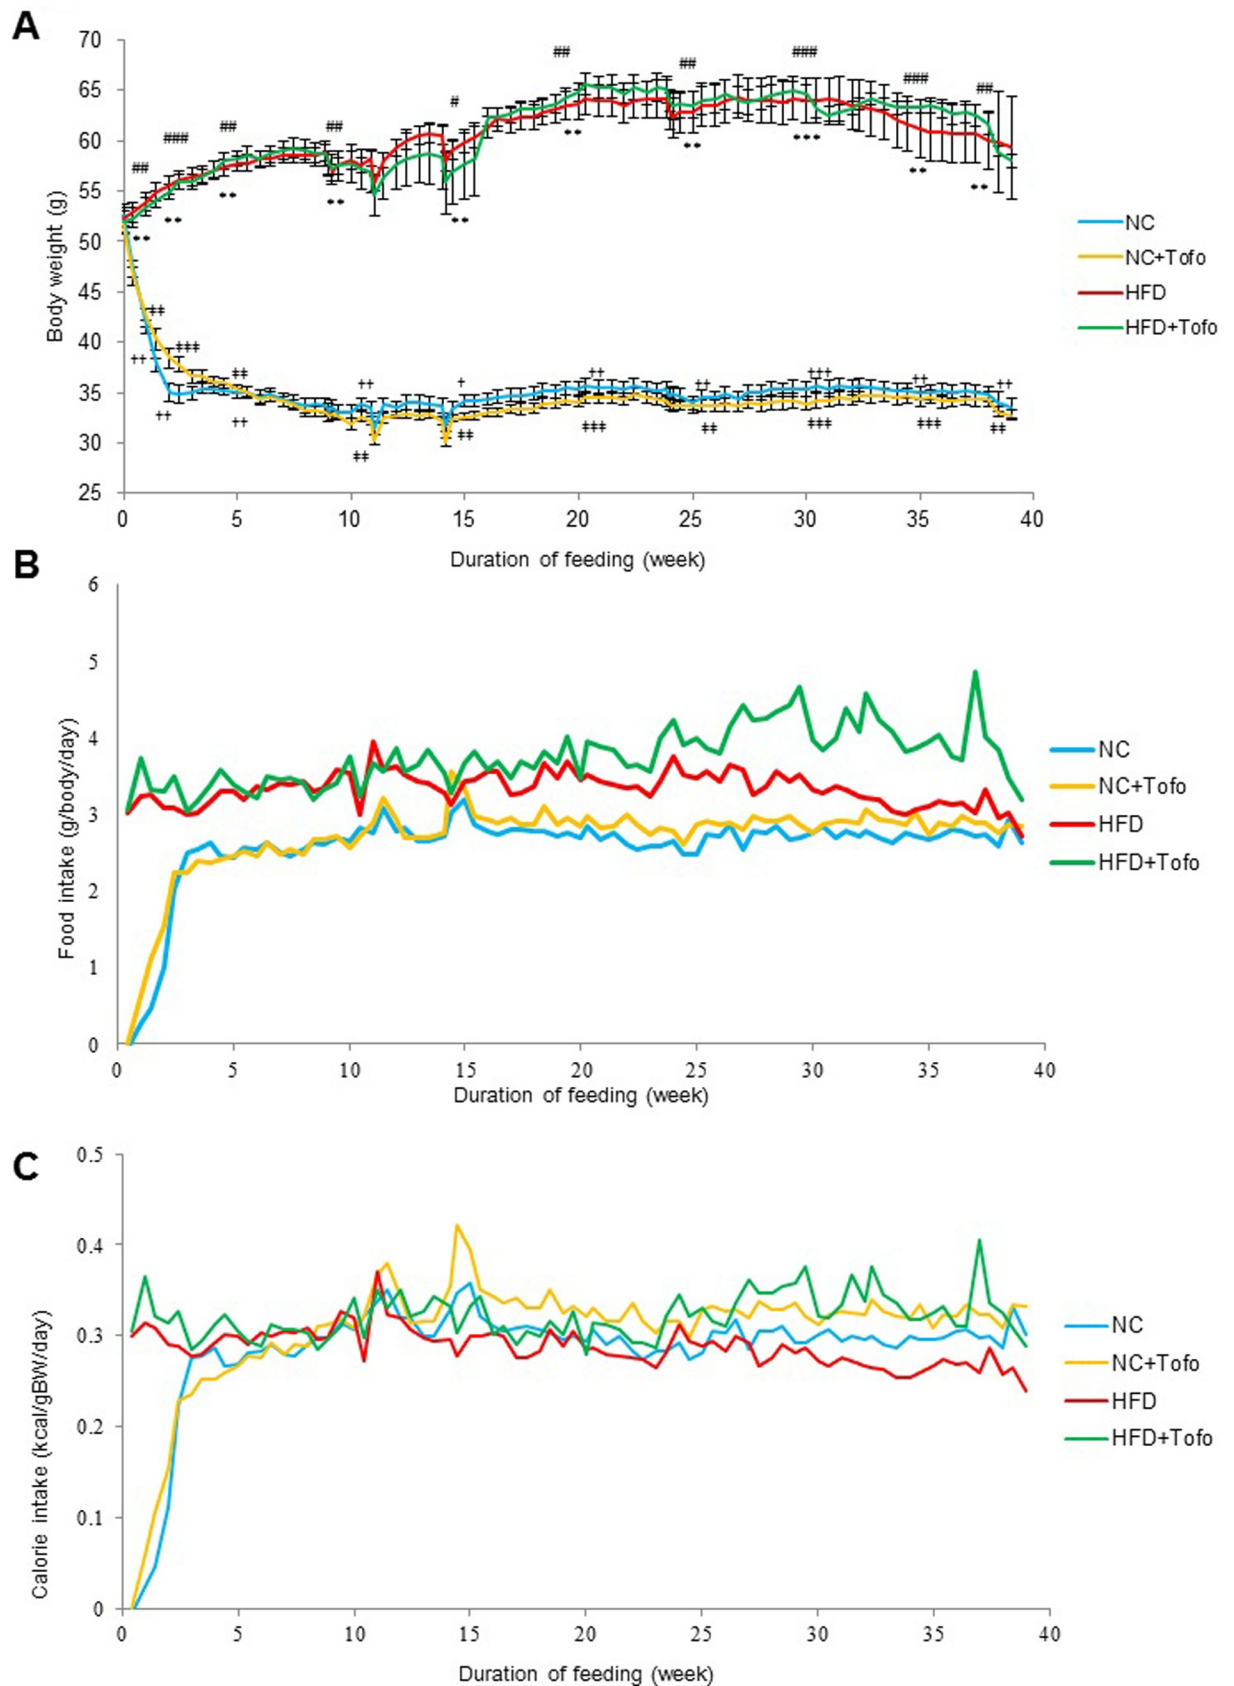 A
70
65
60
55
50
45
40
35
30
25
Body weight (g)
## ### ## ## # ## ## ### ### ##
** ** ** ** ** ** ** *** ** **
‡‡ ‡‡‡ ‡‡ ‡‡ ‡‡ ‡‡‡ ‡‡ ‡‡‡ ‡‡‡ ‡‡
†† †† †† †† † †† †† ††† †† ††
NC
NC+Tofo
HFD
HFD+Tofo
0 5 10 15 20 25 30 35 40
Duration of feeding (week)
B
6
5
4
3
2
1
0
Food intake (g/body/day)
NC
NC+Tofo
HFD
HFD+Tofo
0 5 10 15 20 25 30 35 40
Duration of feeding (week)
C
0.5
0.4
0.3
0.2
0.1
0
Calorie intake (kcal/gBW/day)
NC
NC+Tofo
HFD
HFD+Tofo
0 5 10 15 20 25 30 35 40
Duration of feeding (week)